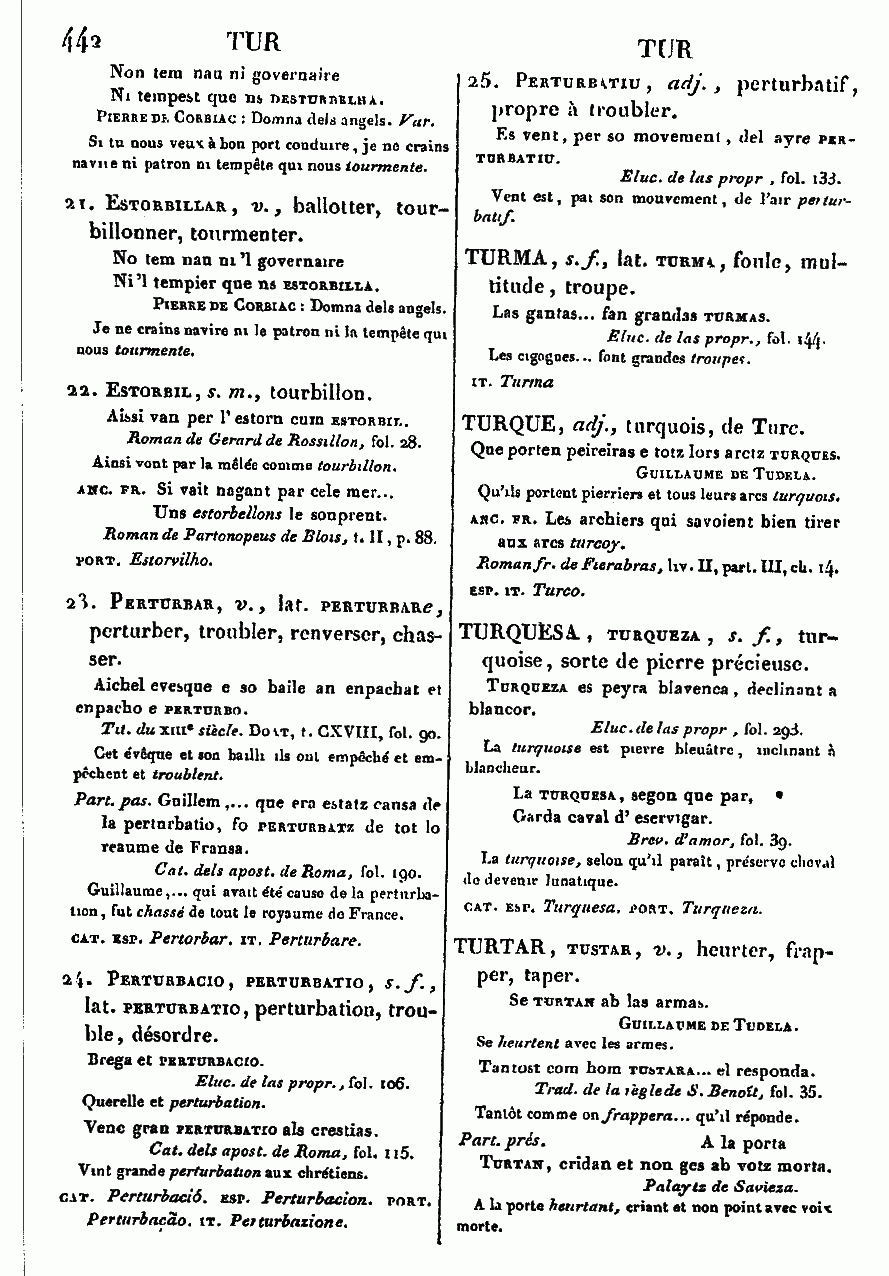 442 TUR
Non tem nau ni governaire
Ni tempest que ns DESTURBELHA.
PIERRE DE CORBIAC : Domna dels angels. Var.
Si tu nous veux à bon port conduire, je ne crains
navire ni patron ni tempête qui nous tourmente.
21. ESTORBILLAR, v., ballotter, tour-
billonner, tourmenter.
No tem nau ni 'l governaire
Ni 'l tempier que ns ESTORBILLA.
PIERRE DE CORBIAC : Domna dels angels.
Je ne crains navire ni le patron ni la tempête qui
nous tourmente.
22. ESTORBIL, s. m., tourbillon.
Aissi van per l' estorn cum ESTORBIL.
Roman de Gerard de Rossillon, fol. 28.
Ainsi vont par la mêlée comme tourbillon.
ANC. FR. Si vait nagant par cele mer...
Uns estorbellons le souprent.
Roman de Partonopeus de Blois, t. II, p. 88.
PORT. Estorvilho.
23. PERTURBAR, v., lat. PERTURBARe,
perturber, troubler, renverser, chas-
ser.
Aichel evesque e so baile an enpachat et
enpacho e PERTURBO.
Tit. du XIIIe siècle. DOAT, t. CXVIII, fol. 90.
Cet évêque et son bailli ils ont empêché et em-
pêchent et troublent.
Part. pas. Guillem,... que era estatz causa de
la perturbatio, fo PERTURBATZ de tot lo
reaume de Fransa.
Cat. dels apost. de Roma, fol. 190.
Guillaume,... qui avait été cause de la perturba-
tion, fut chassé de tout le royaume de France.
CAT. ESP. Pertorbar. IT. Perturbare.
24. PERTURBACIO, PERTURBATIO, s. f.,
lat. PERTURBATIO, perturbation, trou-
ble, désordre.
Brega et PERTURBACIO.
Eluc. de las propr., fol. 106.
Querelle et perturbation.
Venc gran PERTURBATIO als crestias.
Cat. dels apost. de Roma, fol. 115.
Vint grande perturbation aux chrétiens.
CAT. Perturbació. ESP. Perturbacion. PORT.
Perturbação. IT. Perturbazione.
TUR
25. PERTURBATIU, adj., perturbatif,
propre à troubler.
Es vent, per so movement, del ayre PER-
TURBATIU.
Eluc. de las propr, fol. 133.
Vent est, par son mouvement, de l'air pertur-
batif.
TURMA, s. f., lat. TURMA, foule, mul-
titude, troupe.
Las gantas... fan grandas TURMAS.
Eluc. de las propr., fol. 144.
Les cigognes... font grandes troupes.
IT. Turma
TURQUE, adj., turquois, de Turc.
Que porten peireiras e totz lors arctz TURQUES.
GUILLAUME DE TUDELA.
Qu'ils portent pierriers et tous leurs arcs turquois.
ANC. FR. Les archiers qui savoient bien tirer
aux arcs turcoy.
Roman fr. de Fierabras, liv. II, part. III, ch. 14.
ESP. IT. Turco.
TURQUESA, TURQUEZA, s. f., tur-
quoise, sorte de pierre précieuse.
TURQUEZA es peyra blavenca, declinant a
blancor.
Eluc. de las propr, fol. 293.
La turquoise est pierre bleuâtre, inclinant à
blancheur.
La TURQUESA, segon que par,
Garda caval d' eservigar.
Brev. d'amor, fol. 39.
La turquoise, selon qu'il paraît, préserve cheval
de devenir lunatique.
CAT. ESP. Turquesa. PORT. Turqueza.
TURTAR, TUSTAR, v., heurter, frap-
per, taper.
Se TURTAN ab las armas.
GUILLAUME DE TUDELA.
Se heurtent avec les armes.
Tantost com hom TUSTARA... el responda.
Trad. de la règle de S. Benoît, fol. 35.
Tantôt comme on frappera... qu'il réponde.
Part. prés. A la porta
TURTAN, cridan et non ges ab votz morta.
Palaytz de Savieza.
A la porte heurtant, criant et non point avec voix
morte.